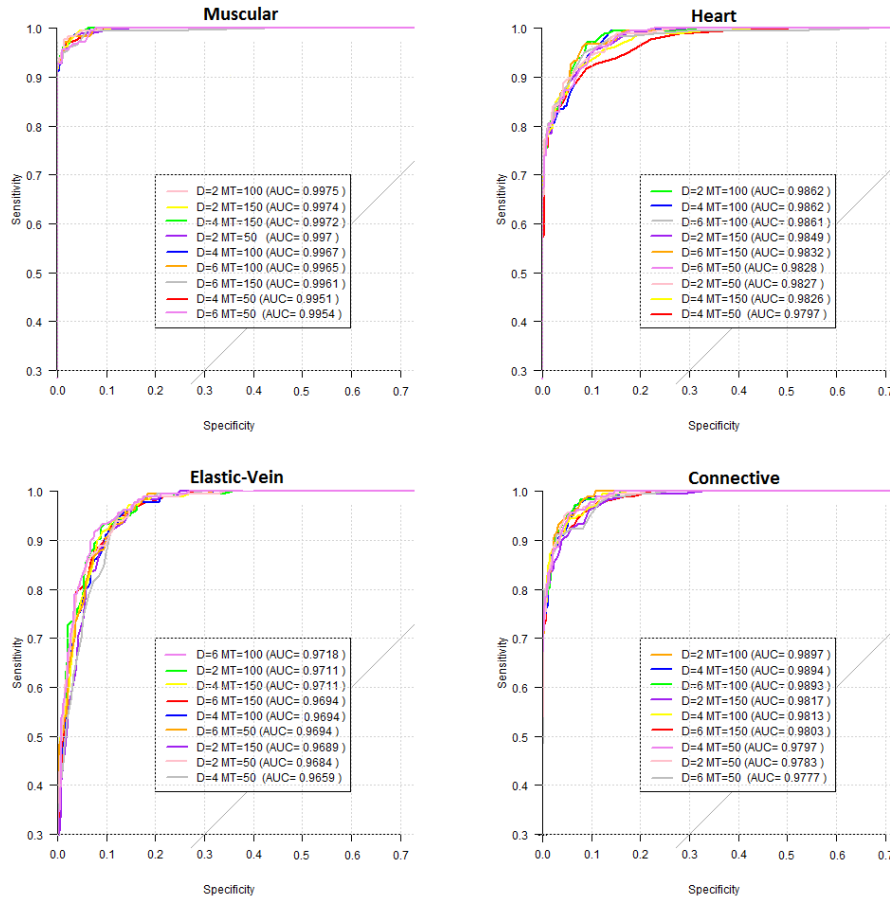 Muscular
1.0
0.9
0.8
0.7
0.6
0.5
0.4
0.3
Sensitivity
D=2 MT=100 (AUC= 0.9975 )
D=2 MT=150 (AUC= 0.9974 )
D=4 MT=150 (AUC= 0.9972 )
D=2 MT=50 (AUC= 0.997 )
D=4 MT=100 (AUC= 0.9967 )
D=6 MT=100 (AUC= 0.9965 )
D=6 MT=150 (AUC= 0.9961 )
D=4 MT=50 (AUC= 0.9951 )
D=6 MT=50 (AUC= 0.9954 )
0.0 0.1 0.2 0.3 0.4 0.5 0.6 0.7
Specificity
Heart
1.0
0.9
0.8
0.7
0.6
0.5
0.4
0.3
Sensitivity
D=2 MT=100 (AUC= 0.9862 )
D=4 MT=100 (AUC= 0.9862 )
D=6 MT=100 (AUC= 0.9861 )
D=2 MT=150 (AUC= 0.9849 )
D=6 MT=150 (AUC= 0.9832 )
D=6 MT=50 (AUC= 0.9828 )
D=2 MT=50 (AUC= 0.9827 )
D=4 MT=150 (AUC= 0.9826 )
D=4 MT=50 (AUC= 0.9797 )
0.0 0.1 0.2 0.3 0.4 0.5 0.6 0.7
Specificity
Elastic-Vein
1.0
0.9
0.8
0.7
0.6
0.5
0.4
0.3
Sensitivity
D=6 MT=100 (AUC= 0.9718 )
D=2 MT=100 (AUC= 0.9711 )
D=4 MT=150 (AUC= 0.9711 )
D=6 MT=150 (AUC= 0.9694 )
D=4 MT=100 (AUC= 0.9694 )
D=6 MT=50 (AUC= 0.9694 )
D=2 MT=150 (AUC= 0.9689 )
D=2 MT=50 (AUC= 0.9684 )
D=4 MT=50 (AUC= 0.9659 )
0.0 0.1 0.2 0.3 0.4 0.5 0.6 0.7
Specificity
Connective
1.0
0.9
0.8
0.7
0.6
0.5
0.4
0.3
Sensitivity
D=2 MT=100 (AUC= 0.9897 )
D=4 MT=150 (AUC= 0.9894 )
D=6 MT=100 (AUC= 0.9893 )
D=2 MT=150 (AUC= 0.9817 )
D=4 MT=100 (AUC= 0.9813 )
D=6 MT=150 (AUC= 0.9803 )
D=4 MT=50 (AUC= 0.9797 )
D=2 MT=50 (AUC= 0.9783 )
D=6 MT=50 (AUC= 0.9777 )
0.0 0.1 0.2 0.3 0.4 0.5 0.6 0.7
Specificity